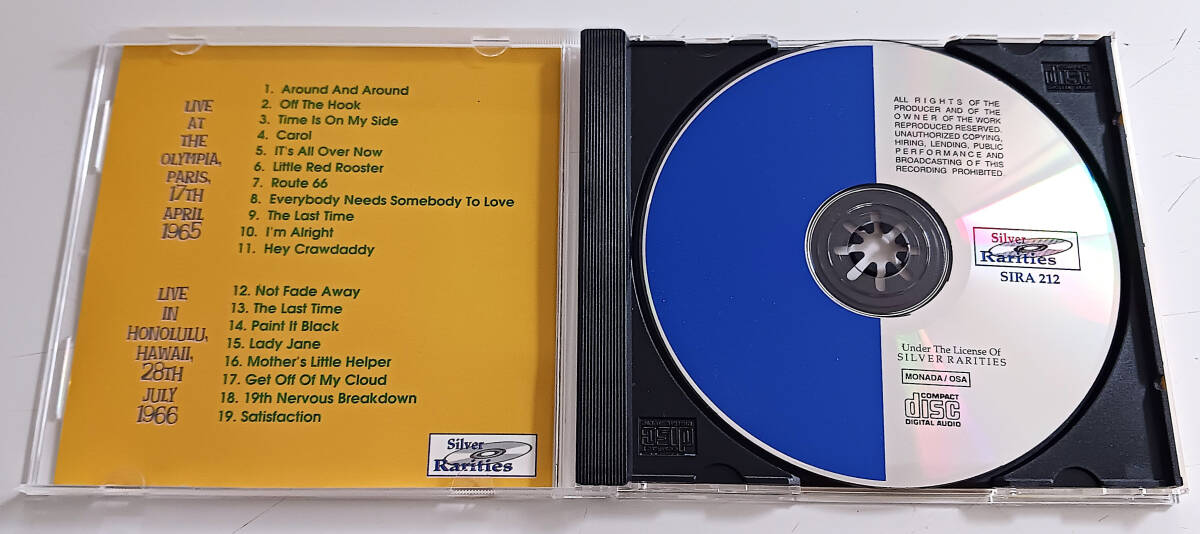 LIVE
AT
THE
OLYMPIA,
PARIS,
17TH
APRIL
1965
1. Around And Around
2. Off The Hook
3. Time Is On My Side
4. Carol
5. IT's All Over Now
6. Little Red Rooster
7. Route 66
8. Everybody Needs Somebody To Love
9. The Last Time
10. I'm Alright
11. Hey Crawdaddy
LIVE
IN
HONOLULU,
HAWAII,
28TH
JULY
1966
12. Not Fade Away
13. The Last Time
14. Paint It Black
15. Lady Jane
16. Mother's Little Helper
17. Get Off Of My Cloud
18. 19th Nervous Breakdown
19. Satisfaction
Silver
Rarities
ALL RIGHTS OF THE
PRODUCER AND OF THE
OWNER OF THE WORK
REPRODUCED RESERVED.
UNAUTHORIZED COPYING,
HIRING, LENDING, PUBLIC
PERFORMANCE AND
BROADCASTING OF THIS
RECORDING PROHIBITED.
Silver
Rarities
SIRA 212
Under The License Of
SILVER RARITIES
MONADA / OSA
COMPACT
disc
DIGITAL AUDIO
disc
disc